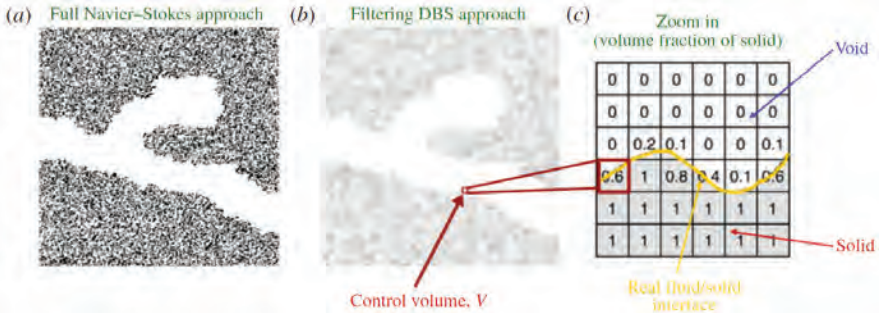 (a) Full Navier–Stokes approach
(b) Filtering DBS approach
(c) Zoom in
(volume fraction of solid)
Void
0 0 0 0 0 0
0 0 0 0 0 0
0 0.2 0.1 0 0 0.1
0.6 1 0.8 0.4 0.1 0.6
1 1 1 1 1 1
1 1 1 1 1 1
Solid
Control volume, V
Real fluid/solid
interface